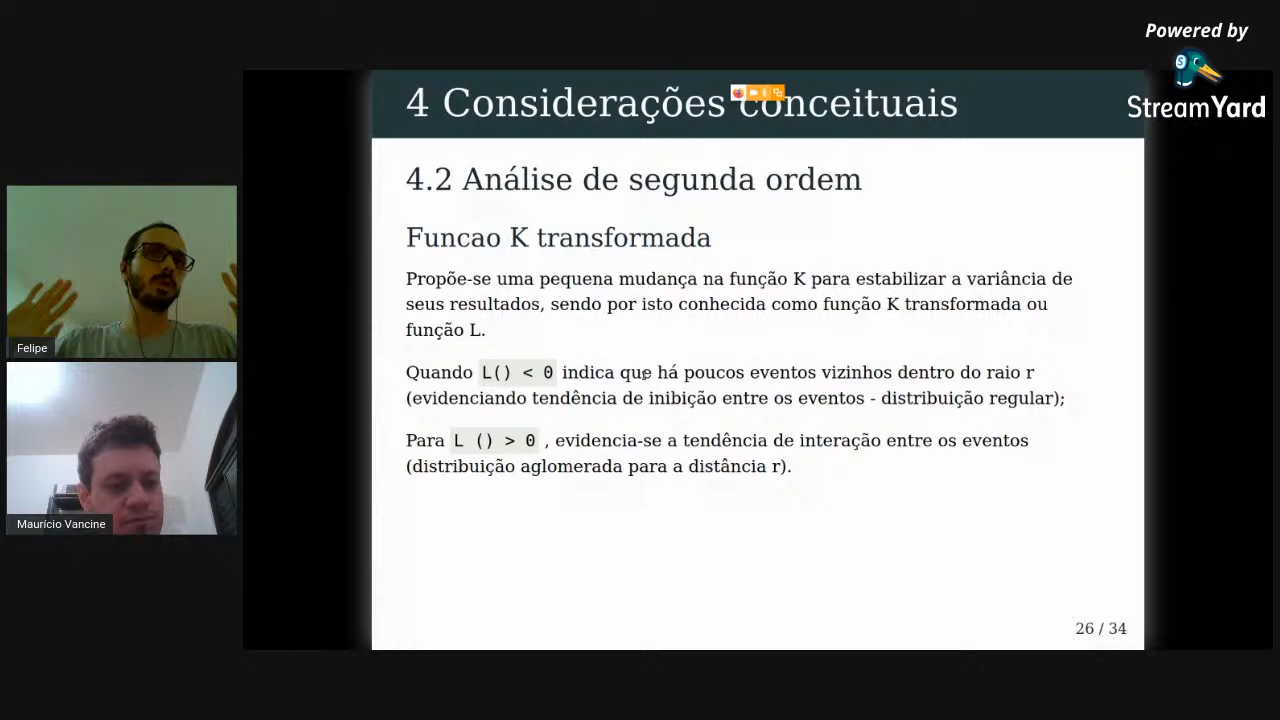 Powered by
StreamYard
4 Considerações conceituais
4.2 Análise de segunda ordem
Funcao K transformada
Propõe-se uma pequena mudança na função K para estabilizar a variância de
seus resultados, sendo por isto conhecida como função K transformada ou
função L.
Quando L() < 0 indica que há poucos eventos vizinhos dentro do raio r
(evidenciando tendência de inibição entre os eventos - distribuição regular);
Para L () > 0 , evidencia-se a tendência de interação entre os eventos
(distribuição aglomerada para a distância r).
26 / 34
Felipe
Maurício Vancine